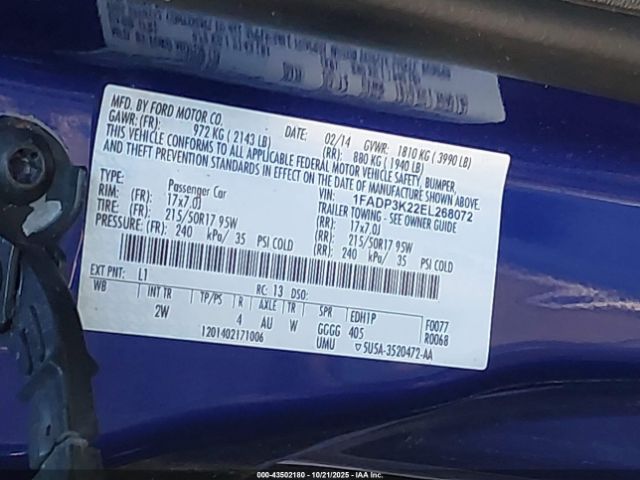 MFD. BY FORD MOTOR CO.
DATE: 02/14 GVWR: 1810 KG ( 3990 LB)
GAWR: (FR): 972 KG ( 2143 LB) (RR): 880 KG ( 1940 LB)
THIS VEHICLE CONFORMS TO ALL APPLICABLE FEDERAL MOTOR VEHICLE SAFETY, BUMPER,
AND THEFT PREVENTION STANDARDS IN EFFECT ON THE DATE OF MANUFACTURE SHOWN ABOVE.
VIN: 1FADP3K22EL268072
TYPE: Passenger Car TRAILER TOWING - SEE OWNER GUIDE
RIM: (FR): 17x7.0J (RR): 17x7.0J
TIRE: (FR): 215/50R17 95W (RR): 215/50R17 95W
PRESSURE: (FR): 240 kPa/ 35 PSI COLD (RR): 240 kPa/ 35 PSI COLD
EXT PNT: L1 RC: 13 DSO:
WB INT TR TP/PS R AXLE TR SPR EDH1P F0077
2W 4 AU W GGGG 405 R0068
1201402171006 UMU 5U5A-3520472-AA
000-43502180 - 10/21/2025 - IAA Inc.